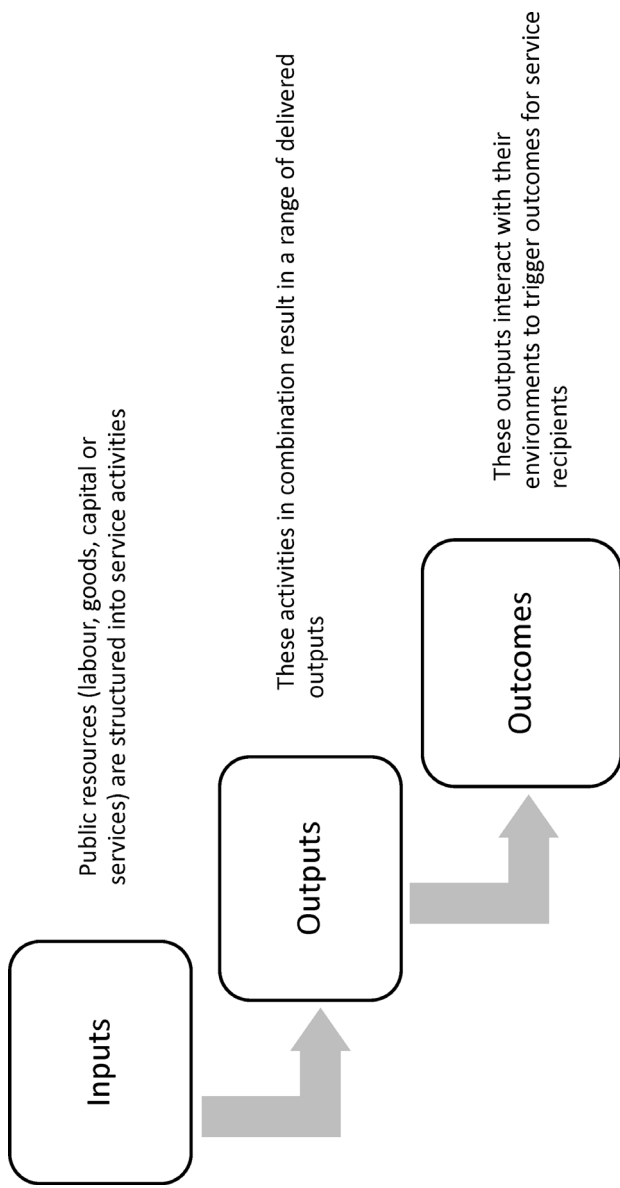 Inputs
Public resources (labour, goods, capital or
services) are structured into service activities
Outputs
These activities in combination result in a range of delivered
outputs
Outcomes
These outputs interact with their
environments to trigger outcomes for service
recipients